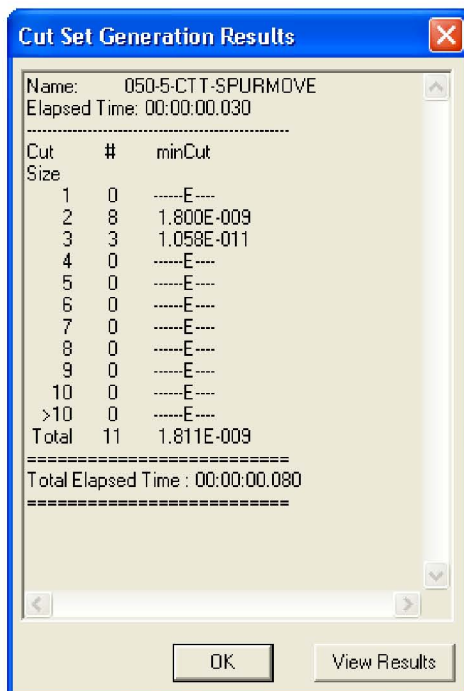 Cut Set Generation Results
Name: 050-5-CTT-SPURMOVE
Elapsed Time: 00:00:00.030
------------------------------------------------
Cut # minCut
Size
1 0 ------E----
2 8 1.800E-009
3 3 1.058E-011
4 0 ------E----
5 0 ------E----
6 0 ------E----
7 0 ------E----
8 0 ------E----
9 0 ------E----
10 0 ------E----
>10 0 ------E----
Total 11 1.811E-009
===========================
Total Elapsed Time : 00:00:00.080
===========================
OK View Results